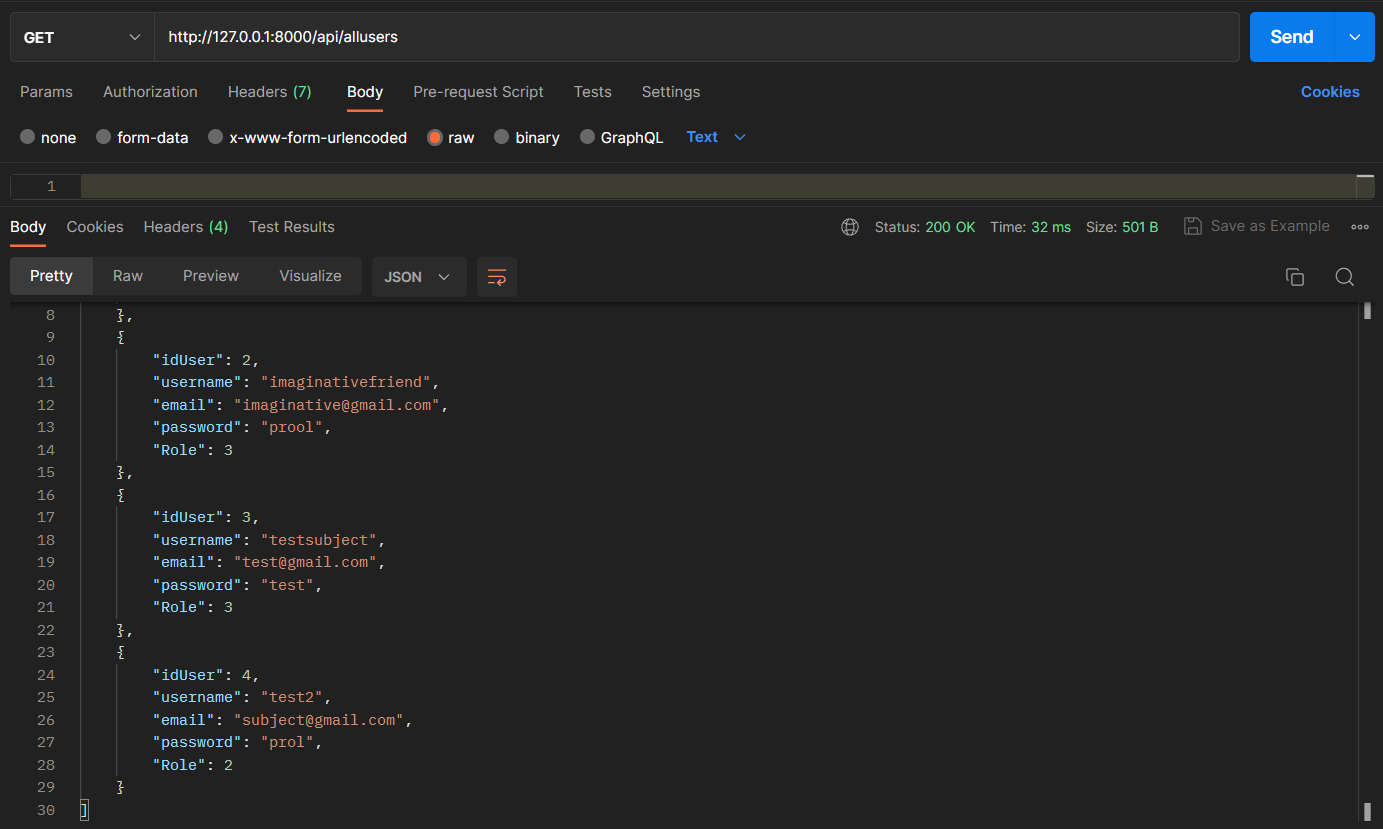 GET http://127.0.0.1:8000/api/allusers Send
Params Authorization Headers (7) Body Pre-request Script Tests Settings Cookies
none form-data x-www-form-urlencoded raw binary GraphQL Text
1
Body Cookies Headers (4) Test Results Status: 200 OK Time: 32 ms Size: 501 B Save as Example
Pretty Raw Preview Visualize JSON
8 },
9 {
10 "idUser": 2,
11 "username": "imaginativefriend",
12 "email": "imaginative@gmail.com",
13 "password": "prool",
14 "Role": 3
15 },
16 {
17 "idUser": 3,
18 "username": "testsubject",
19 "email": "test@gmail.com",
20 "password": "test",
21 "Role": 3
22 },
23 {
24 "idUser": 4,
25 "username": "test2",
26 "email": "subject@gmail.com",
27 "password": "prol",
28 "Role": 2
29 }
30 ]